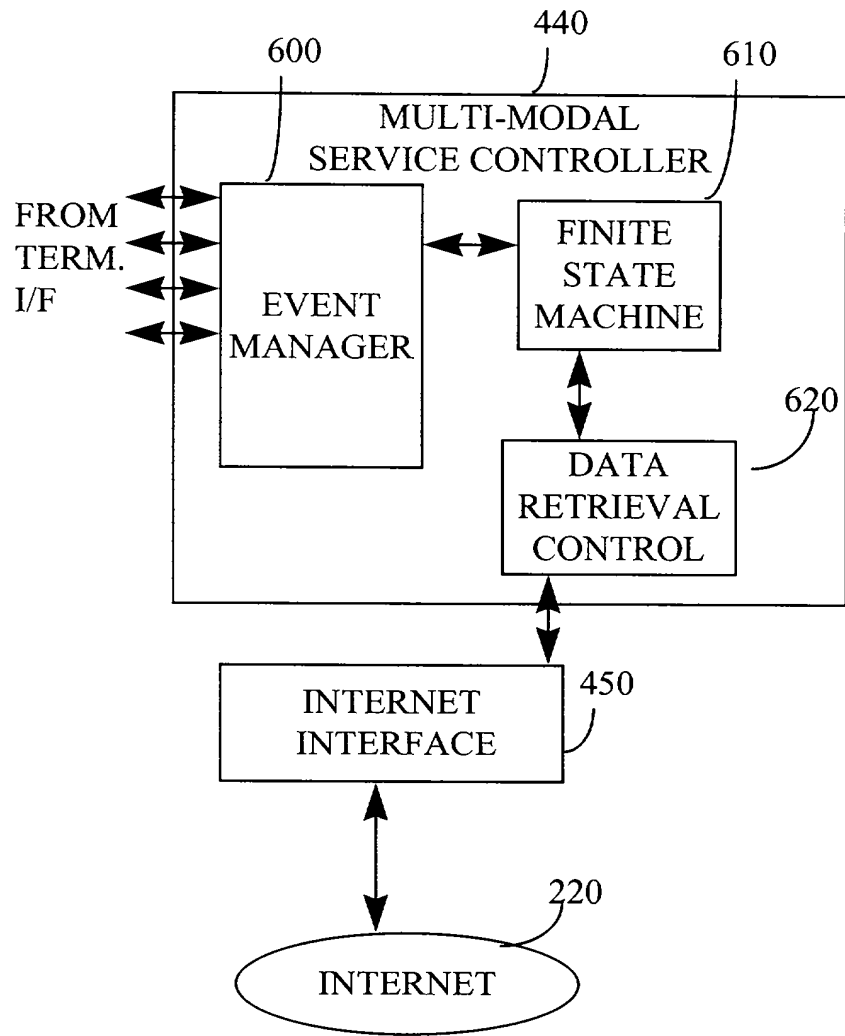 600
440
610
MULTI-MODAL
SERVICE CONTROLLER
FROM
TERM.
I/F
EVENT
MANAGER
FINITE
STATE
MACHINE
620
DATA
RETRIEVAL
CONTROL
INTERNET
INTERFACE
450
220
INTERNET